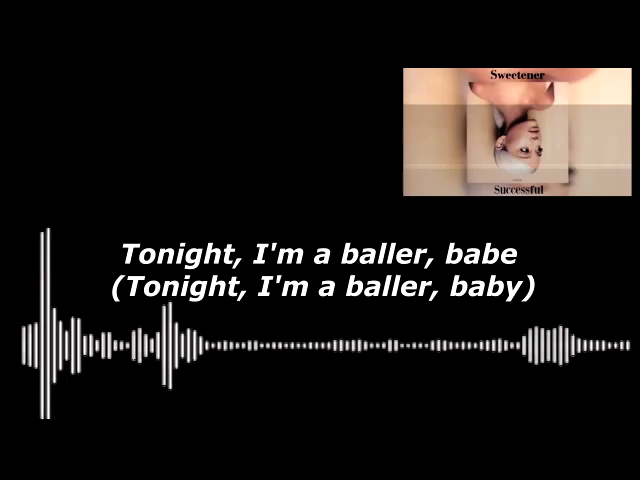 Sweetener
Successful
Tonight, I'm a baller, babe
(Tonight, I'm a baller, baby)